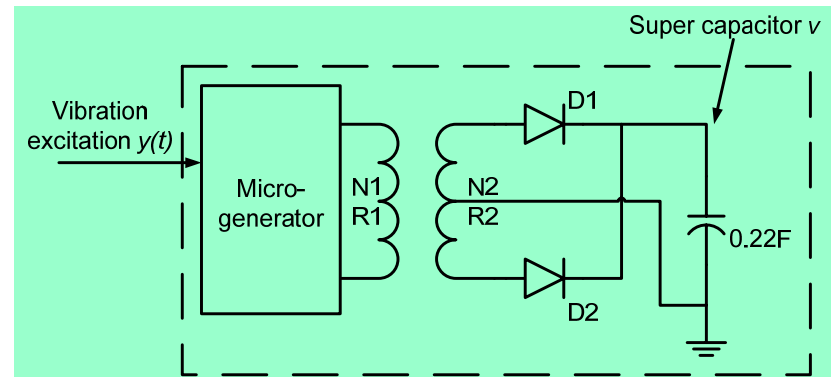 Super capacitor v
Vibration
excitation y(t)
Micro-
generator
N1
R1
N2
R2
D1
D2
0.22F